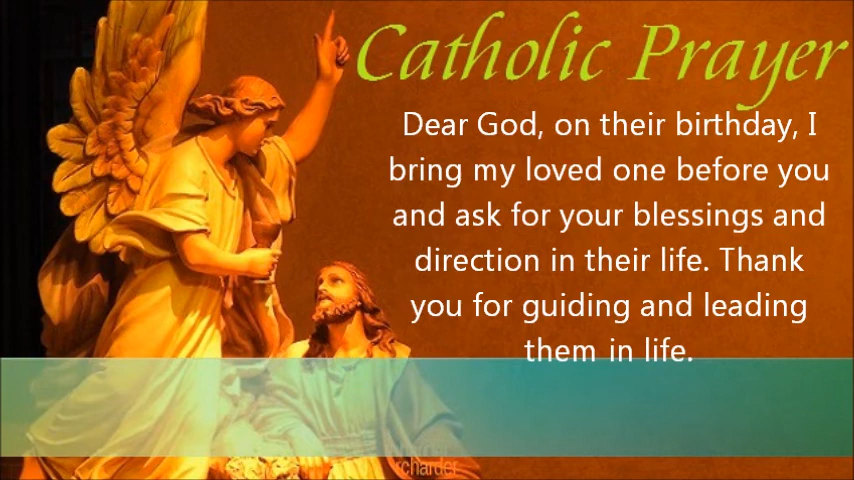 Catholic Prayer
Dear God, on their birthday, I
bring my loved one before you
and ask for your blessings and
direction in their life. Thank
you for guiding and leading
them in life.
rcharder